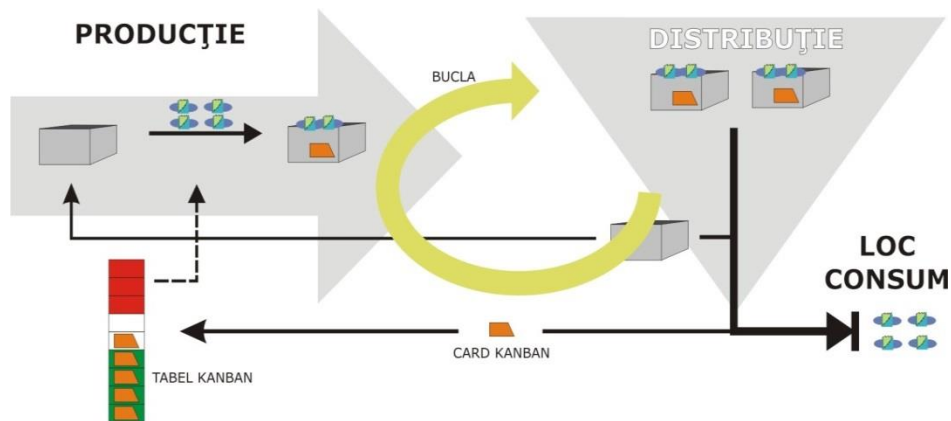 PRODUCŢIE
DISTRIBUŢIE
BUCLA
LOC
CONSUM
CARD KANBAN
TABEL KANBAN